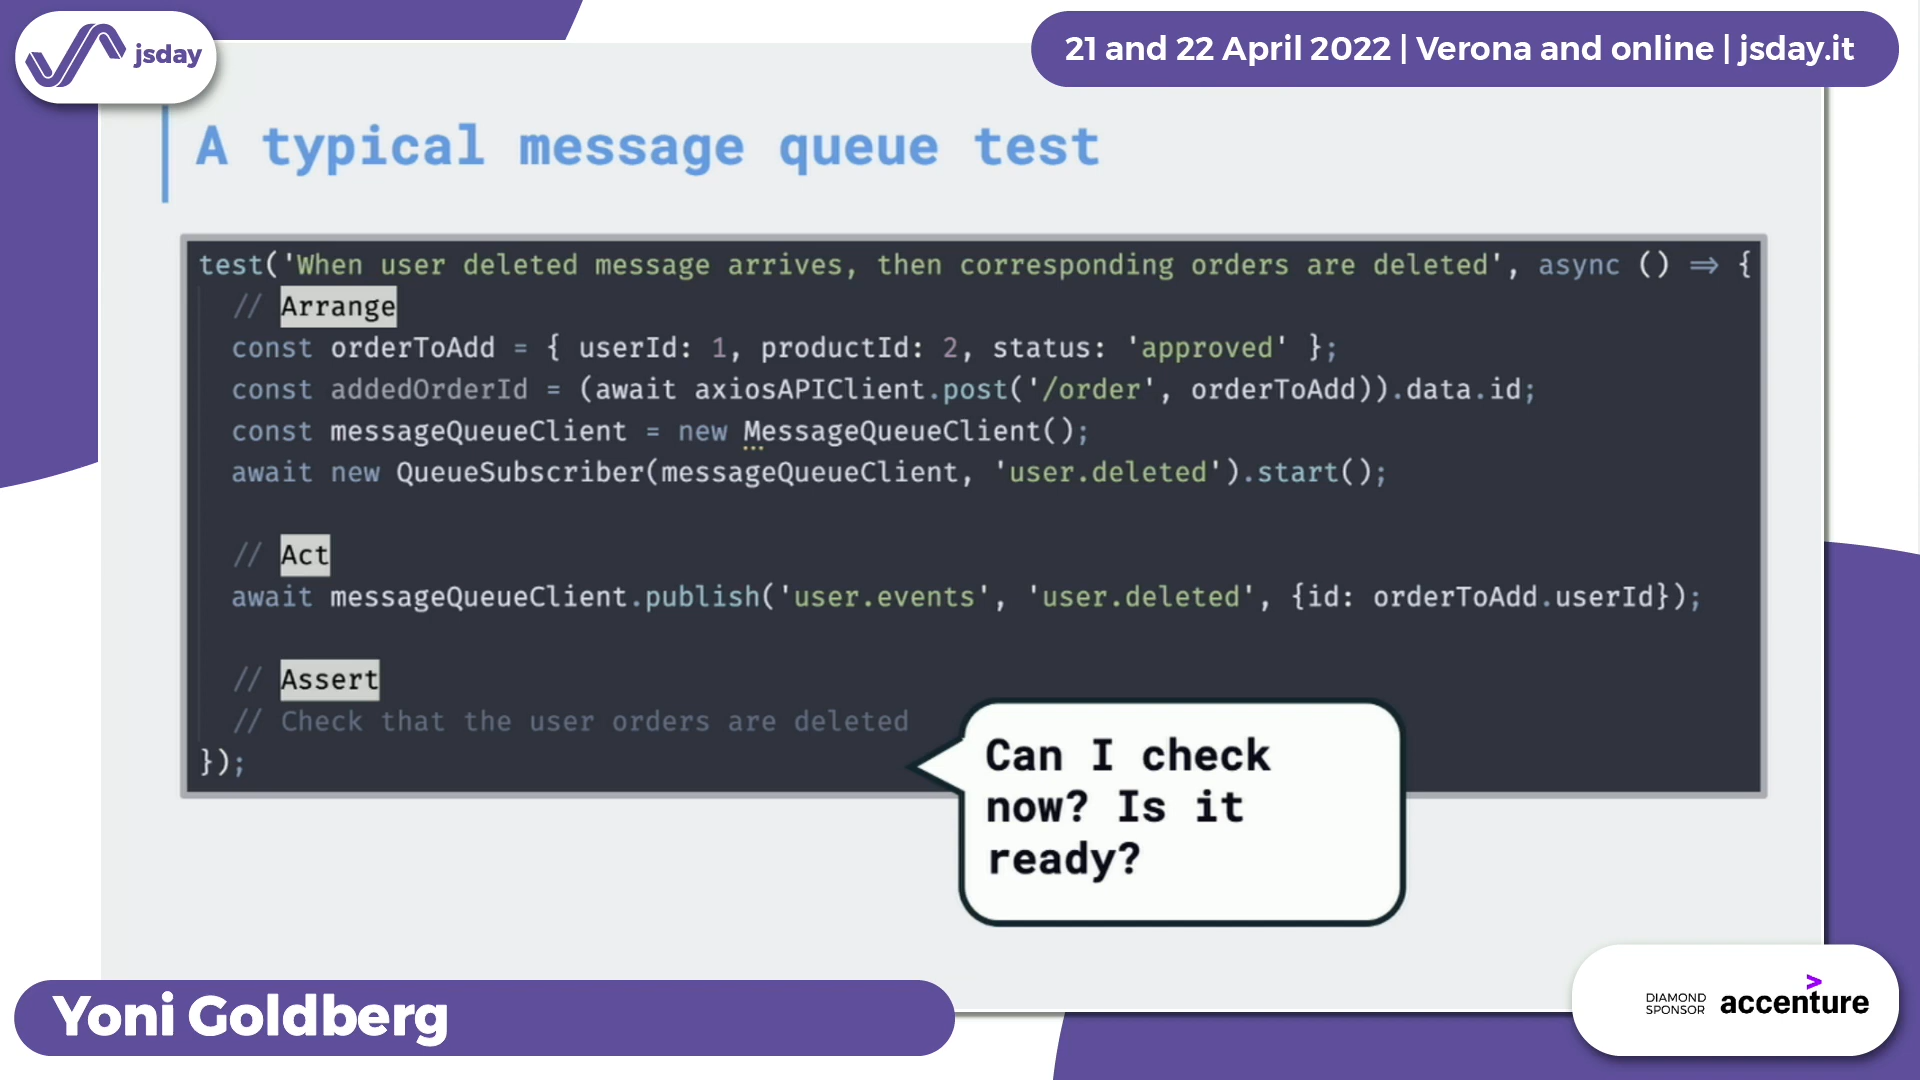 jsday
21 and 22 April 2022 | Verona and online | jsday.it
A typical message queue test
test('When user deleted message arrives, then corresponding orders are deleted', async () => {
// Arrange
const orderToAdd = { userId: 1, productId: 2, status: 'approved' };
const addedOrderId = (await axiosAPIClient.post('/order', orderToAdd)).data.id;
const messageQueueClient = new MessageQueueClient();
await new QueueSubscriber(messageQueueClient, 'user.deleted').start();
// Act
await messageQueueClient.publish('user.events', 'user.deleted', {id: orderToAdd.userId});
// Assert
// Check that the user orders are deleted
});
Can I check
now? Is it
ready?
Yoni Goldberg
DIAMOND
SPONSOR
accenture